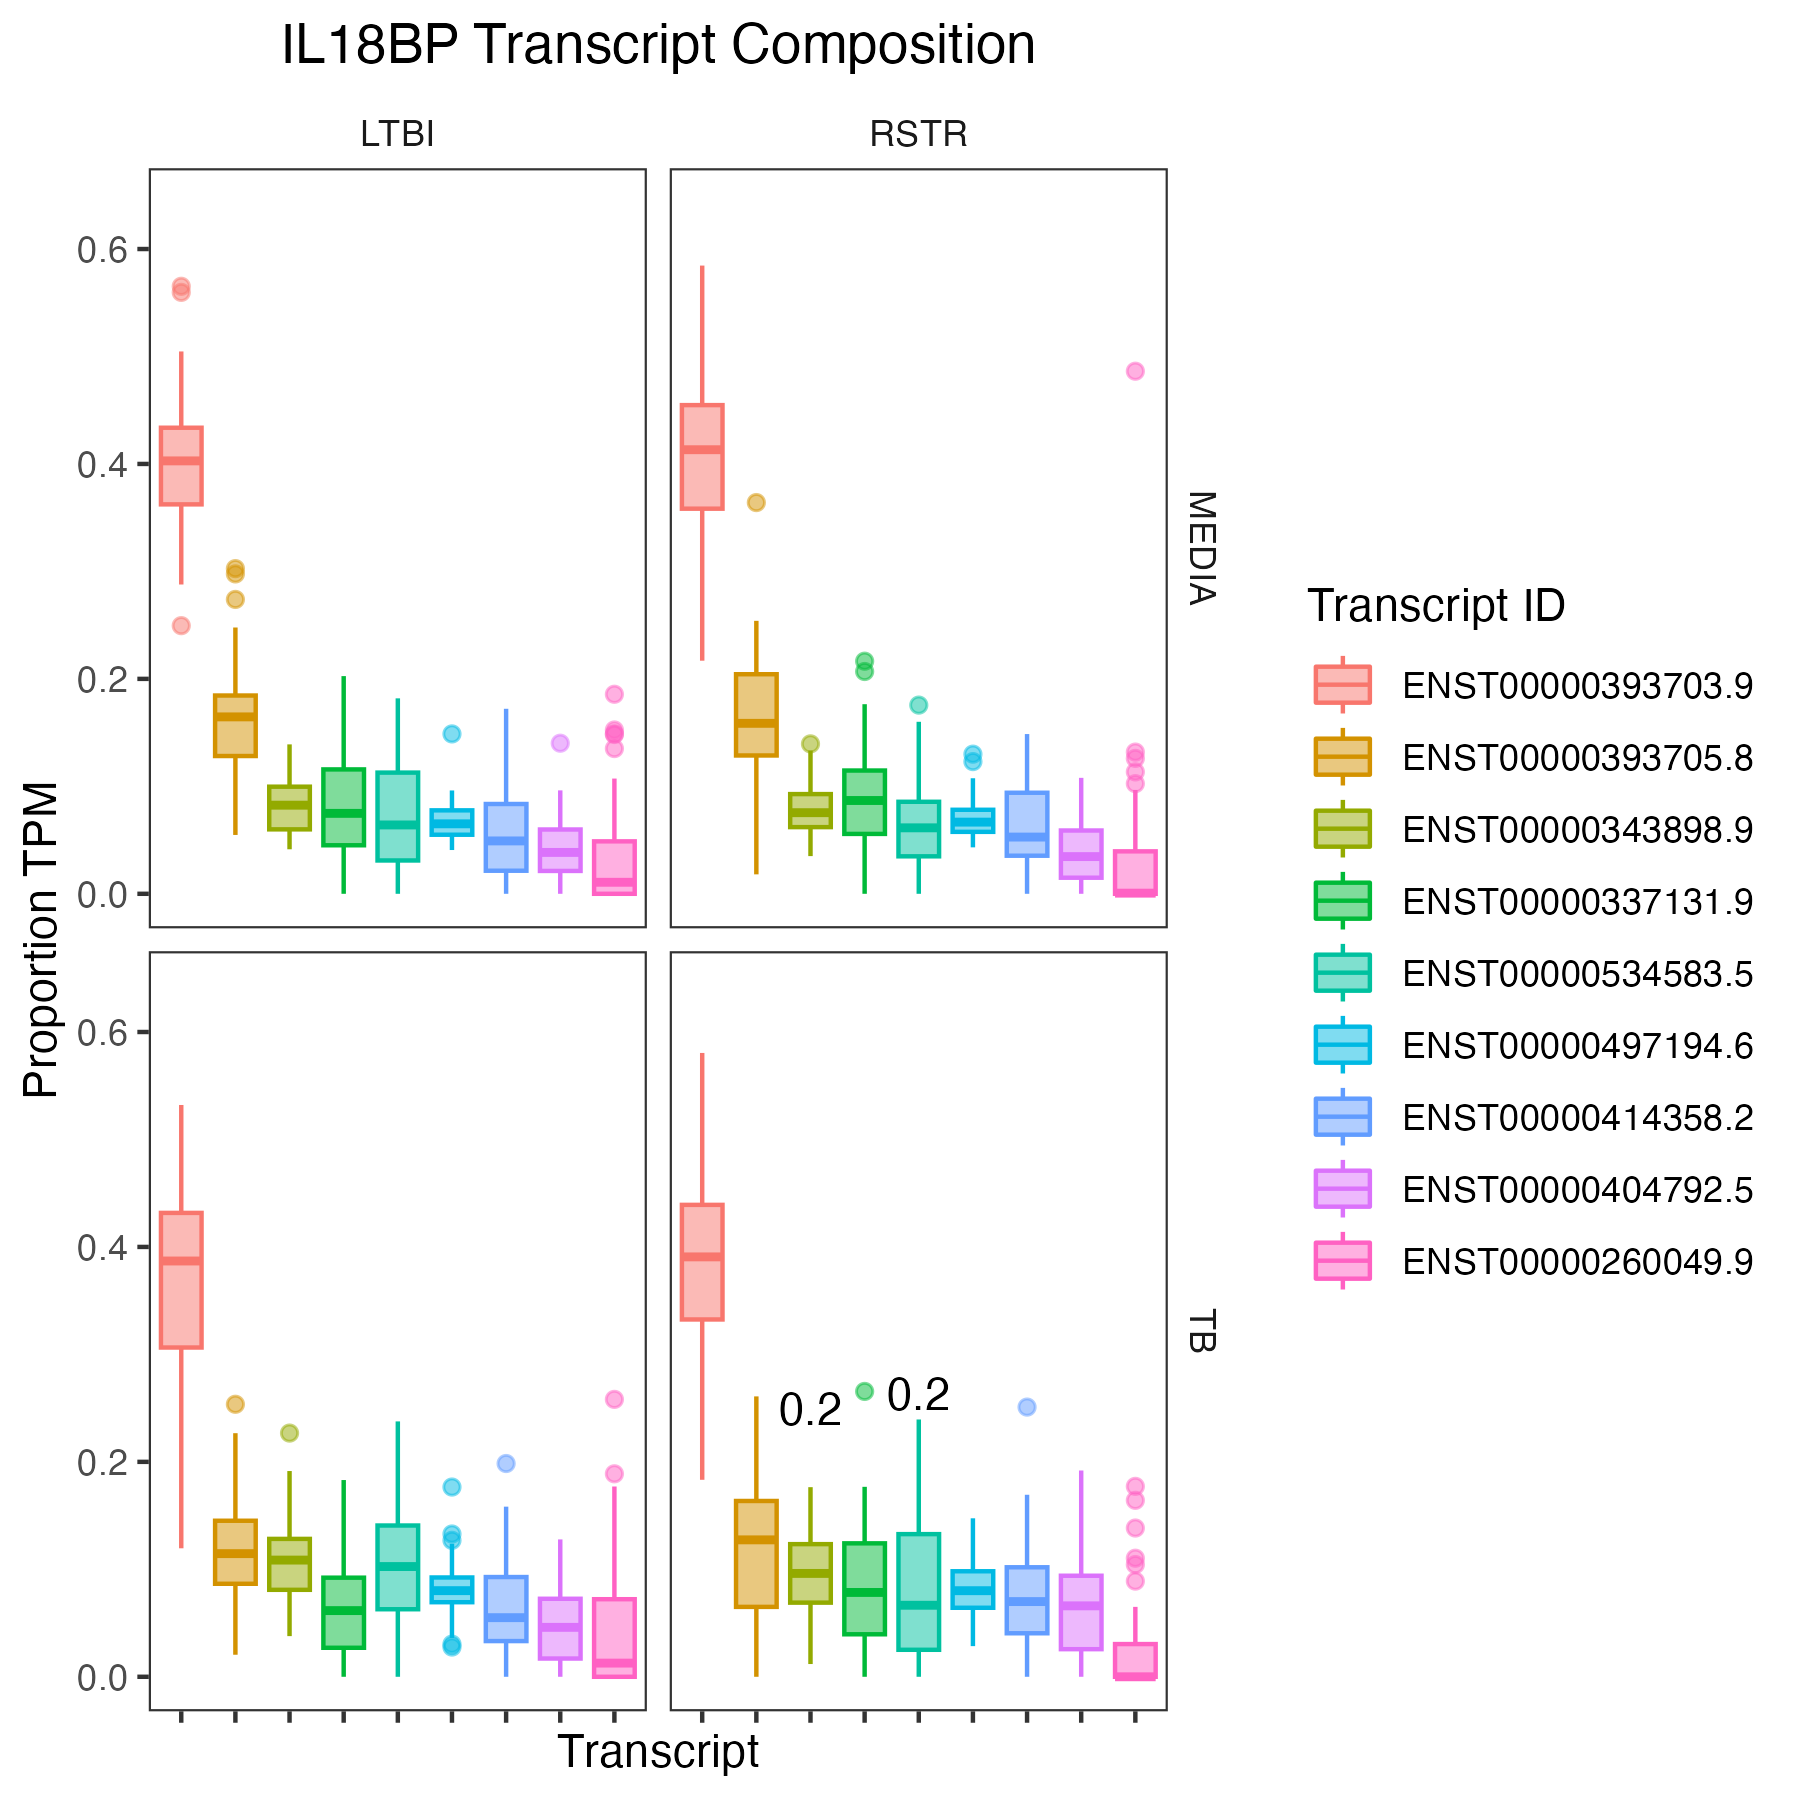 IL18BP Transcript Composition
LTBI
RSTR
0.6
0.4
0.2
0.0
MEDIA
0.6
0.4
0.2
0.0
0.2
0.2
TB
Proportion TPM
Transcript
Transcript ID
ENST00000393703.9
ENST00000393705.8
ENST00000343898.9
ENST00000337131.9
ENST00000534583.5
ENST00000497194.6
ENST00000414358.2
ENST00000404792.5
ENST00000260049.9